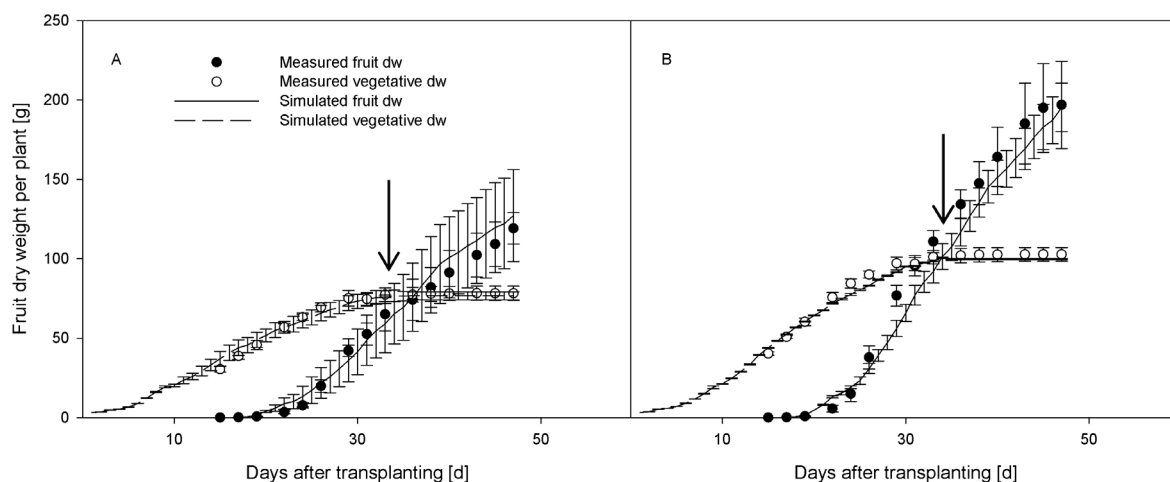 250
200
150
100
50
0
Fruit dry weight per plant [g]
A
Measured fruit dw
Measured vegetative dw
Simulated fruit dw
Simulated vegetative dw
B
10 30 50 10 30 50
Days after transplanting [d] Days after transplanting [d]